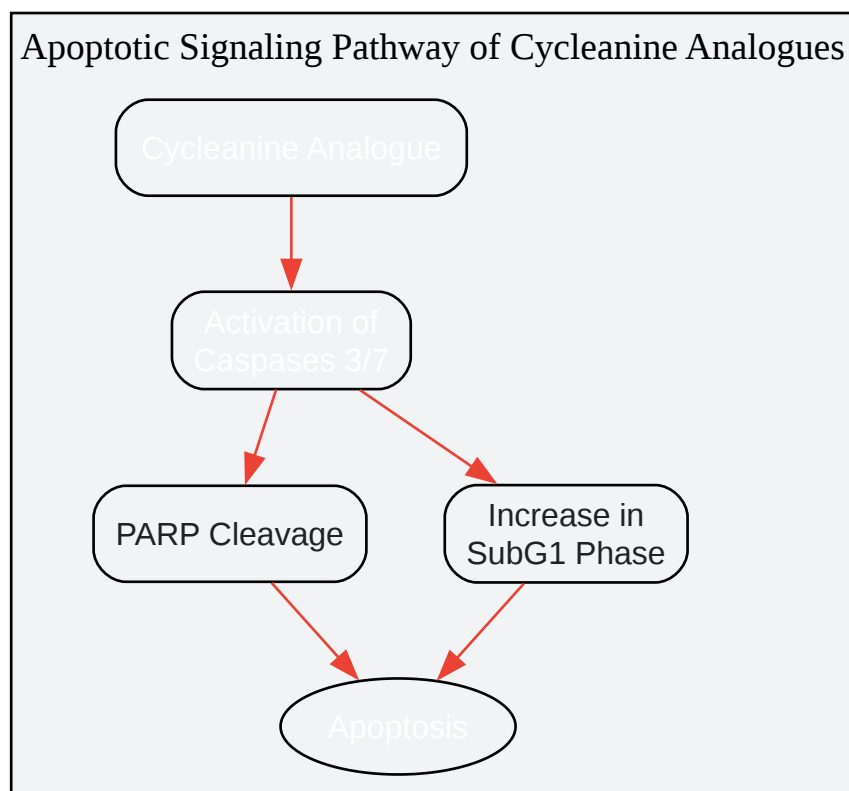 Apoptotic Signaling Pathway of Cycleanine Analogues
Cycleanine Analogue
Activation of
Caspases 3/7
PARP Cleavage
Increase in
SubG1 Phase
Apoptosis